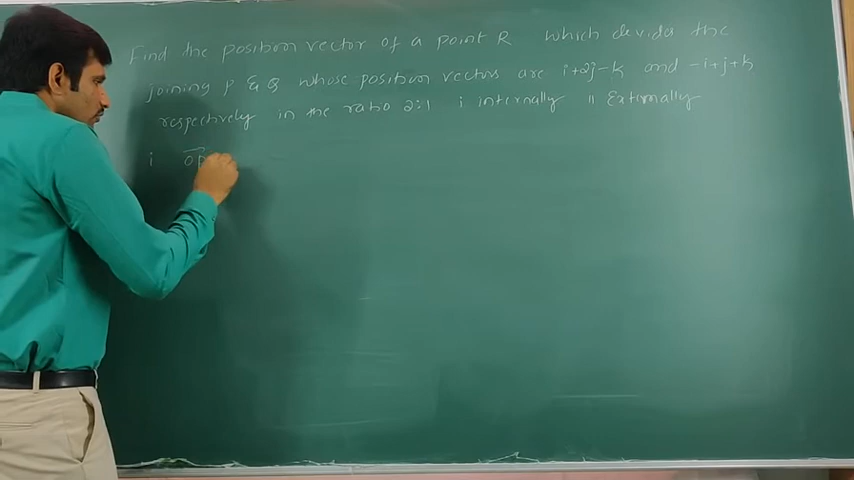 Find the position vector of a point R which devides the
joining P & Q whose position vectors are i+2j-k and -i+j+k
respectively in the ratio 2:1 i internally ii Externally
i OP